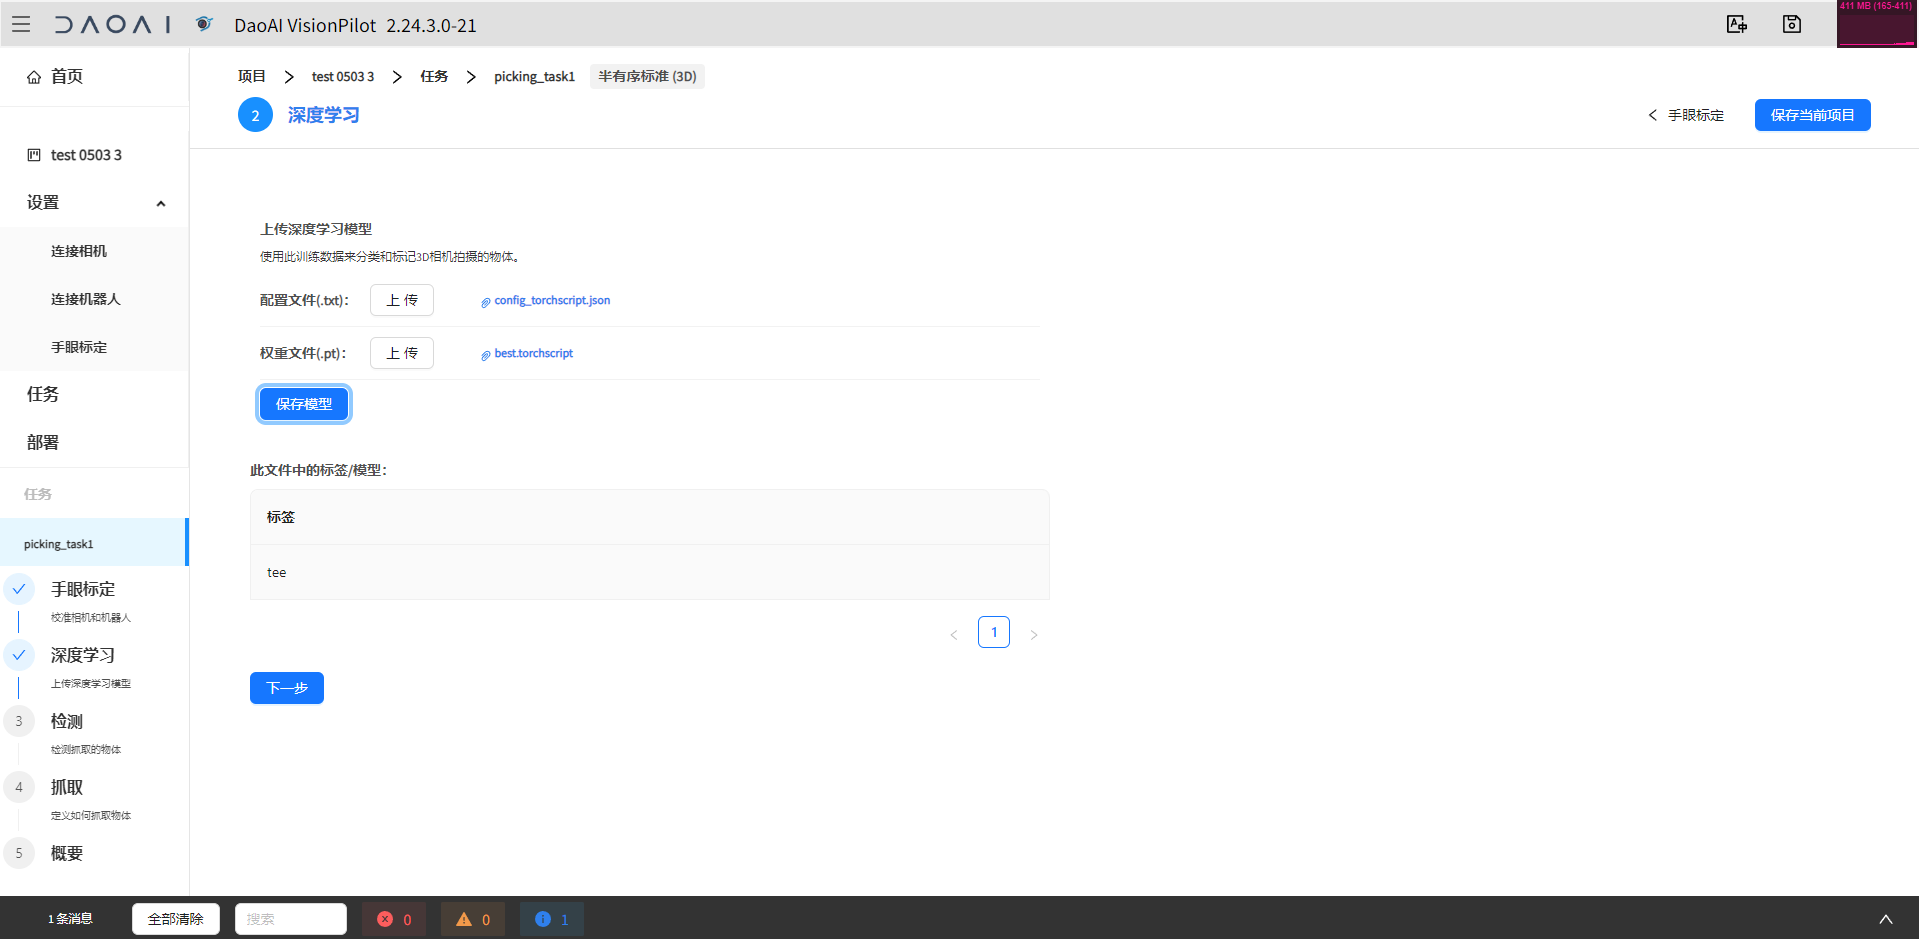 DAOAI DaoAI VisionPilot 2.24.3.0-21
411 MB (165-411)
首页
test 0503 3
设置
连接相机
连接机器人
手眼标定
任务
部署
任务
picking_task1
手眼标定
校准相机和机器人
深度学习
上传深度学习模型
3 检测
检测抓取的物体
4 抓取
定义如何抓取物体
5 概要
项目 > test 0503 3 > 任务 > picking_task1 半有序标准 (3D)
2 深度学习
< 手眼标定 保存当前项目
上传深度学习模型
使用此训练数据来分类和标记3D相机拍摄的物体。
配置文件(.txt): 上 传 config_torchscript.json
权重文件(.pt): 上 传 best.torchscript
保存模型
此文件中的标签/模型:
标签
tee
< 1 >
下一步
1 条消息 全部清除 搜索 0 0 1